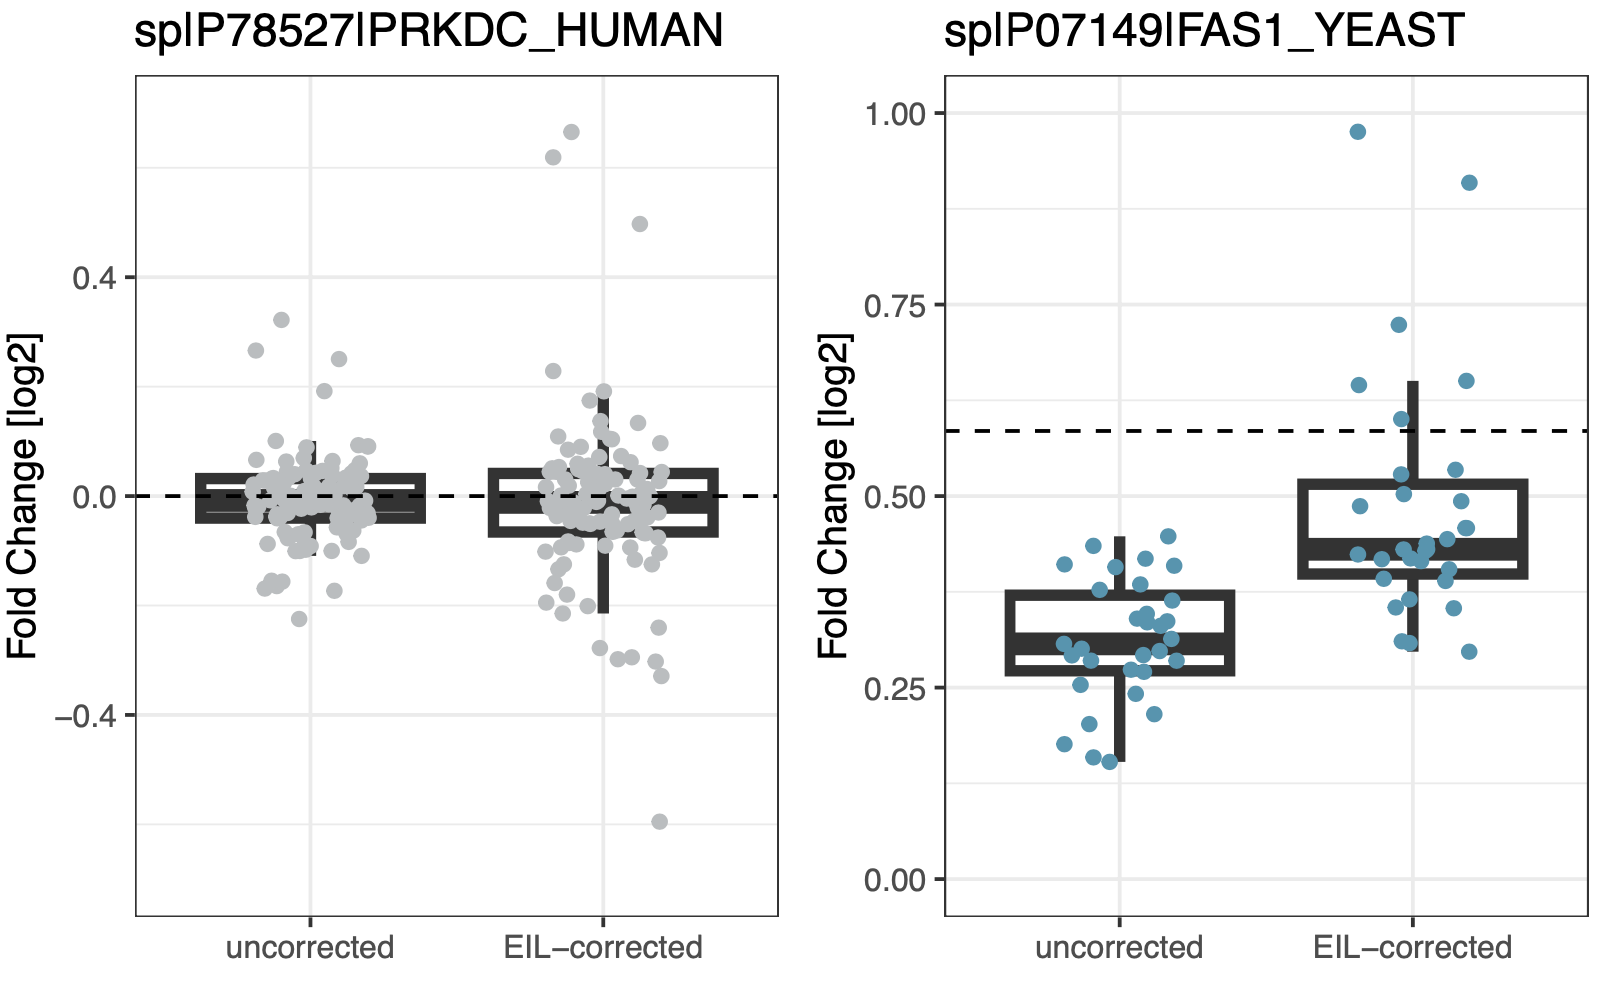 sp|P78527|PRKDC_HUMAN
Fold Change [log2]
0.4
0.0
−0.4
uncorrected
EIL−corrected
sp|P07149|FAS1_YEAST
Fold Change [log2]
1.00
0.75
0.50
0.25
0.00
uncorrected
EIL−corrected